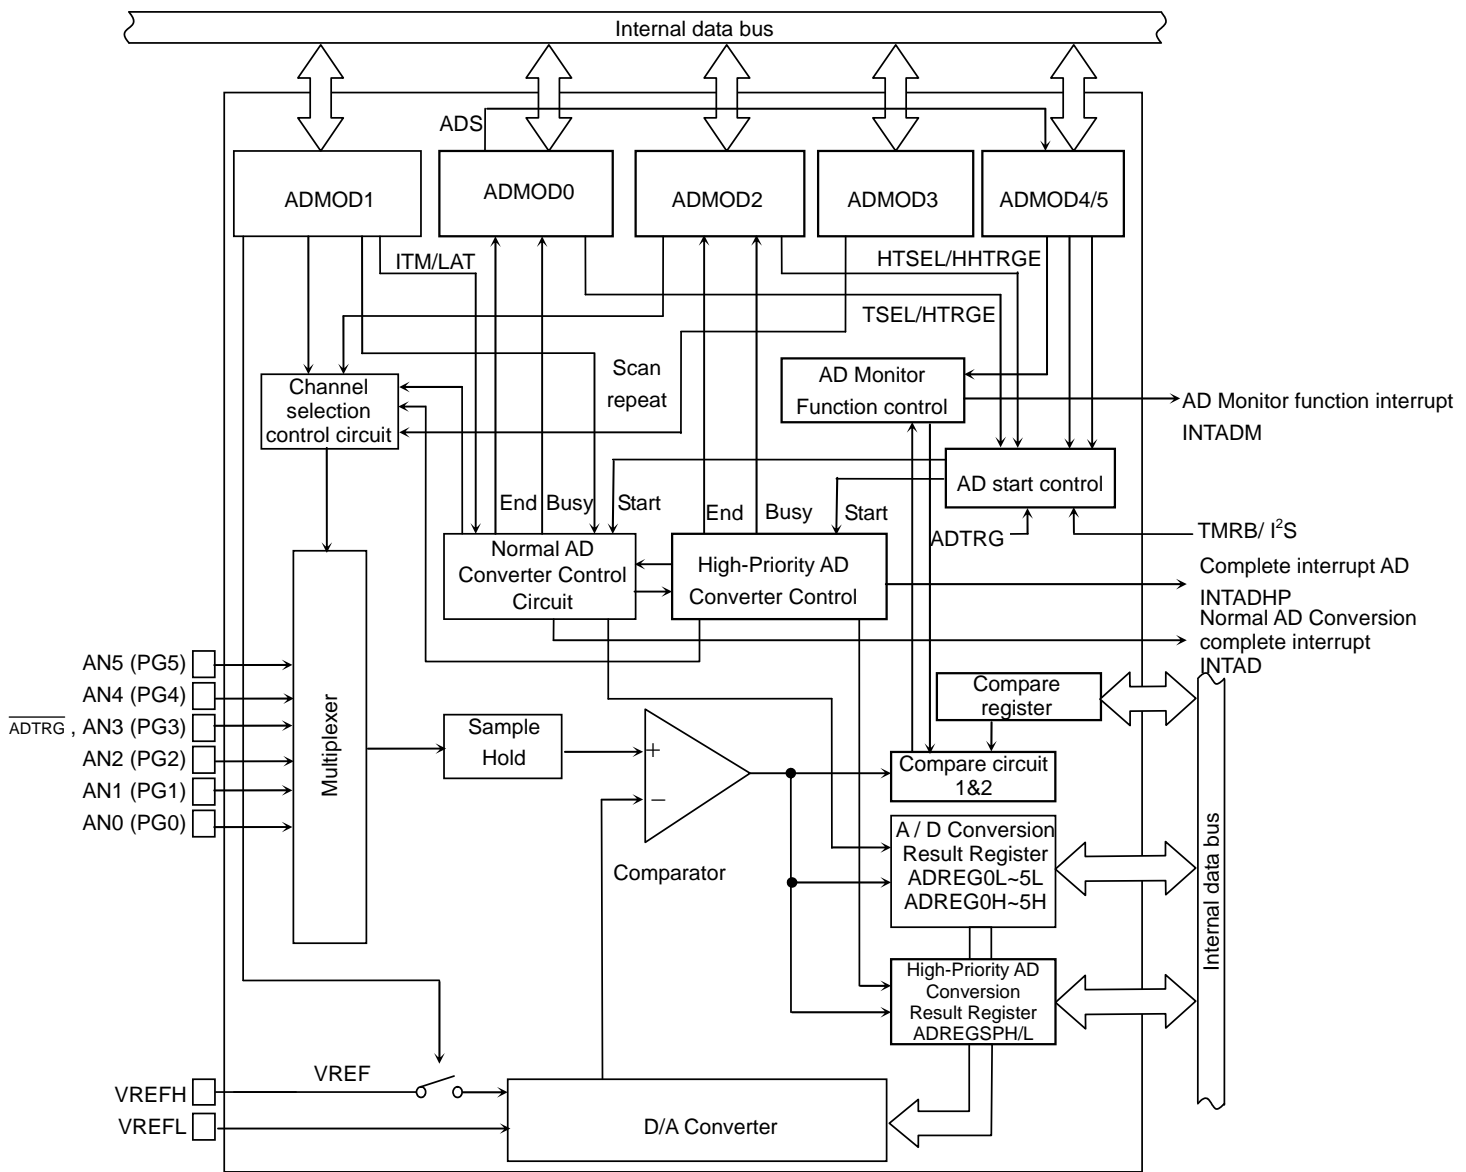 Internal data bus
ADS
ADMOD1
ADMOD0
ADMOD2
ADMOD3
ADMOD4/5
ITM/LAT
HTSEL/HHTRGE
TSEL/HTRGE
Scan
repeat
Channel
selection
control circuit
AD Monitor
Function control
AD Monitor function interrupt
INTADM
AD start control
End
Busy
Start
End
Busy
Start
ADTRG
TMRB/ I²S
Normal AD
Converter Control
Circuit
High-Priority AD
Converter Control
Complete interrupt AD
INTADHP
Normal AD Conversion
complete interrupt
INTAD
AN5 (PG5)
AN4 (PG4)
ADTRG , AN3 (PG3)
AN2 (PG2)
AN1 (PG1)
AN0 (PG0)
Multiplexer
Sample
Hold
+
−
Comparator
Compare
register
Compare circuit
1&2
A / D Conversion
Result Register
ADREG0L~5L
ADREG0H~5H
High-Priority AD
Conversion
Result Register
ADREGSPH/L
Internal data bus
VREFH
VREF
VREFL
D/A Converter